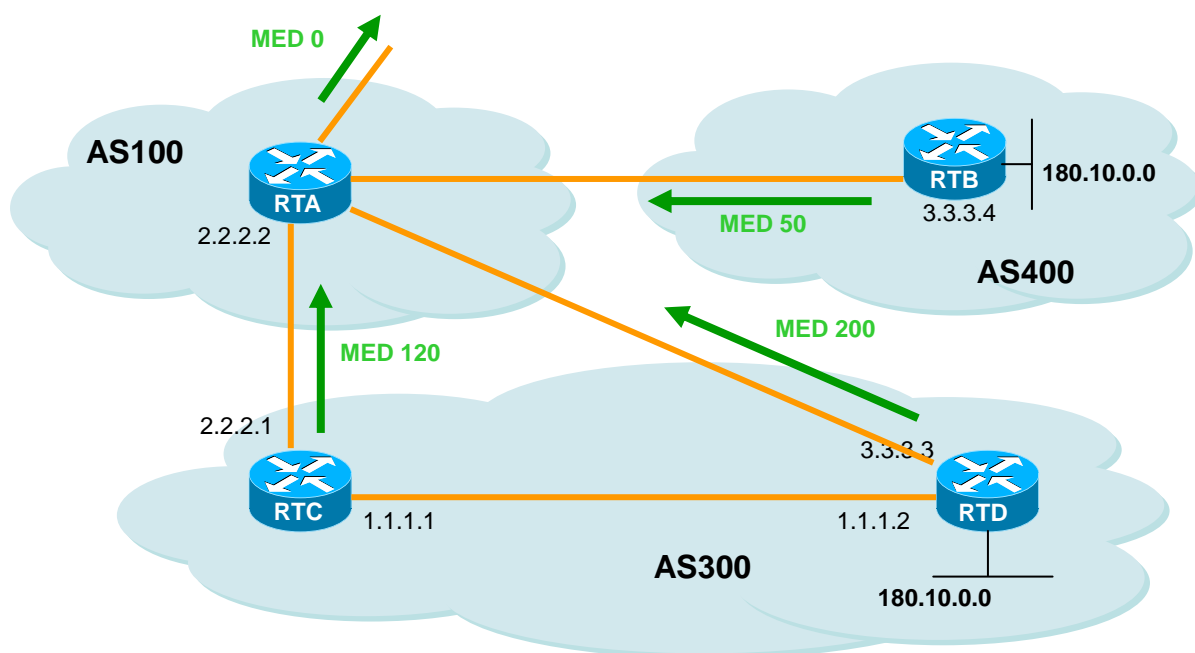 MED 0
AS100
RTA
2.2.2.2
RTB
180.10.0.0
3.3.3.4
MED 50
AS400
MED 200
MED 120
2.2.2.1
3.3.3.3
RTC
1.1.1.1
1.1.1.2
RTD
AS300
180.10.0.0